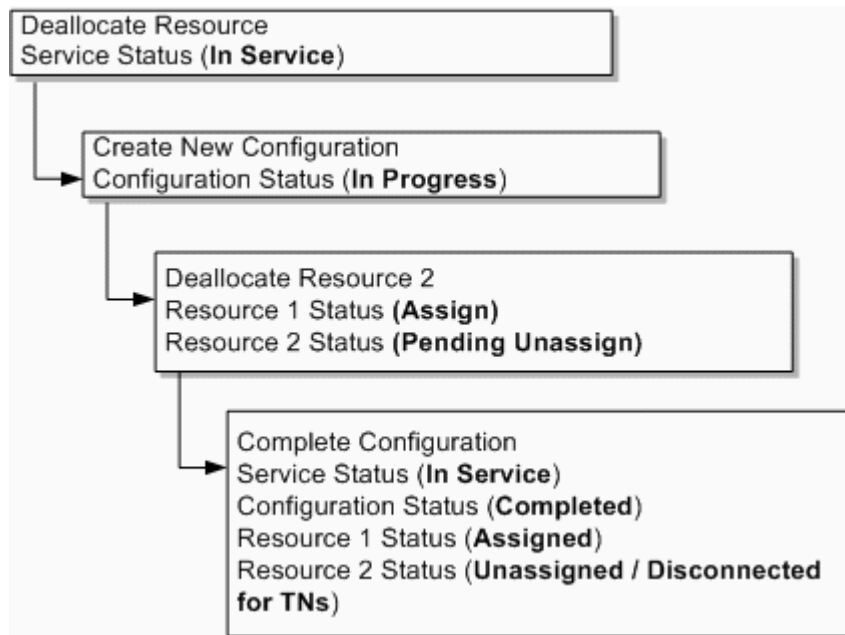 Deallocate Resource
Service Status (In Service)
Create New Configuration
Configuration Status (In Progress)
Deallocate Resource 2
Resource 1 Status (Assign)
Resource 2 Status (Pending Unassign)
Complete Configuration
Service Status (In Service)
Configuration Status (Completed)
Resource 1 Status (Assigned)
Resource 2 Status (Unassigned / Disconnected
for TNs)